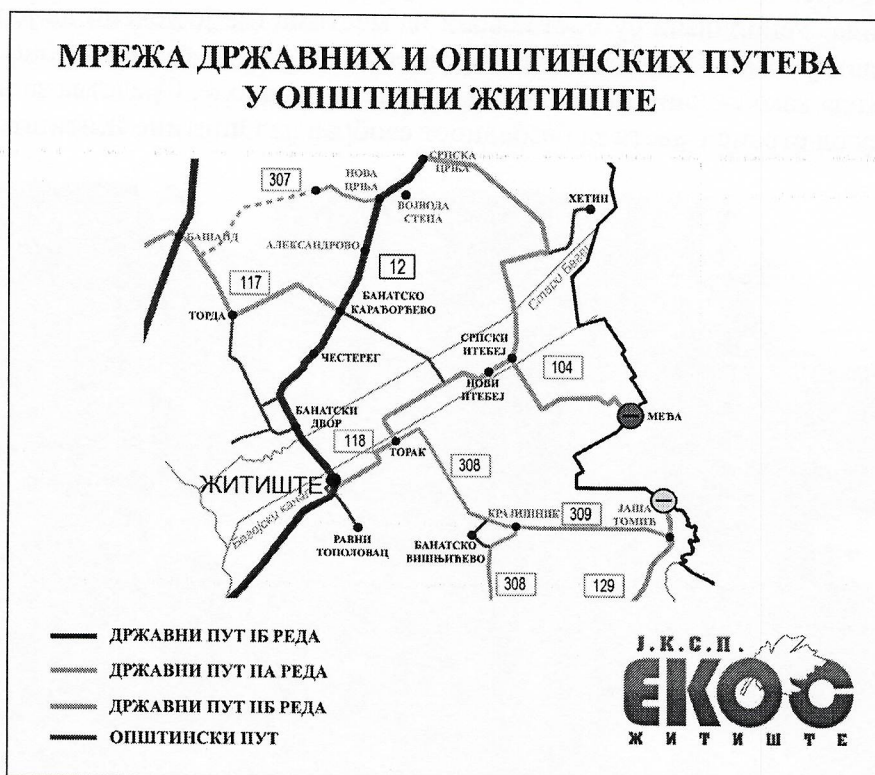 МРЕЖА ДРЖАВНИХ И ОПШТИНСКИХ ПУТЕВА
У ОПШТИНИ ЖИТИШТЕ
СРПСКА
ЦРЊА
307
НОВА
ЦРЊА
ХЕТИН
ВОЈВОДА
СТЕПА
БАШАИД
АЛЕКСАНДРОВО
Стари Бегеј
12
117
БАНАТСКО
КАРАЂОРЂЕВО
ТОРДА
СРПСКИ
ИТЕБЕЈ
ЧЕСТЕРЕГ
104
НОВИ
ИТЕБЕЈ
МЕЂА
БАНАТСКИ
ДВОР
118
ТОРАК
308
ЖИТИШТЕ
Бегејски канал
КРАЈИШНИК
309
ЈАША
ТОМИЋ
РАВНИ
ТОПОЛОВАЦ
БАНАТСКО
ВИШЊИЋЕВО
308
129
ДРЖАВНИ ПУТ IБ РЕДА
ДРЖАВНИ ПУТ IIА РЕДА
ДРЖАВНИ ПУТ IIБ РЕДА
ОПШТИНСКИ ПУТ
Ј.К.С.П.
ЕКОС
ЖИТИШТЕ